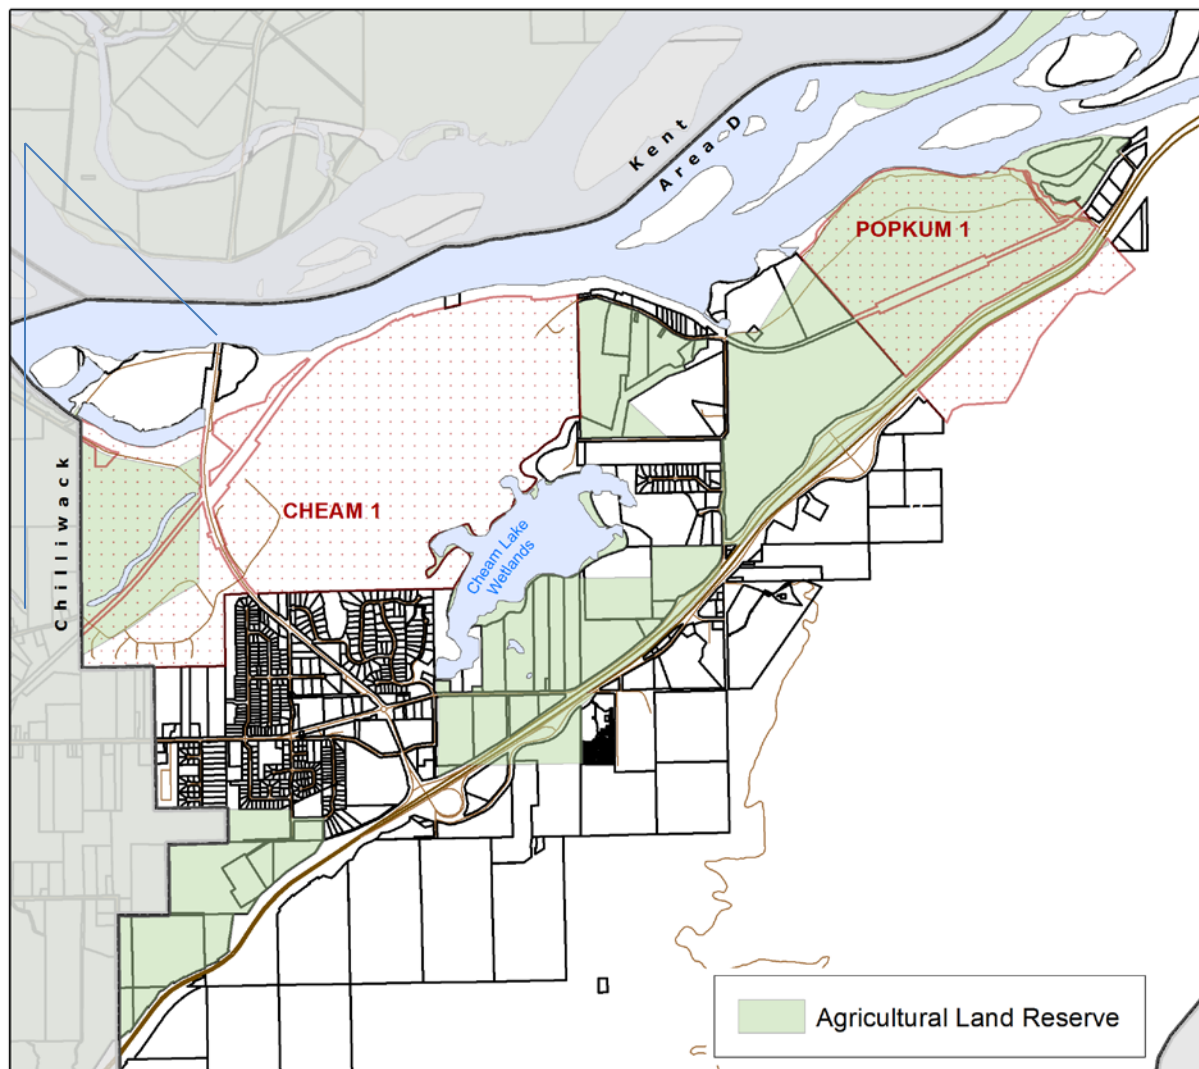 Kent
Area D
POPKUM 1
CHEAM 1
Chilliwack
Cheam Lake
Wetlands
Agricultural Land Reserve